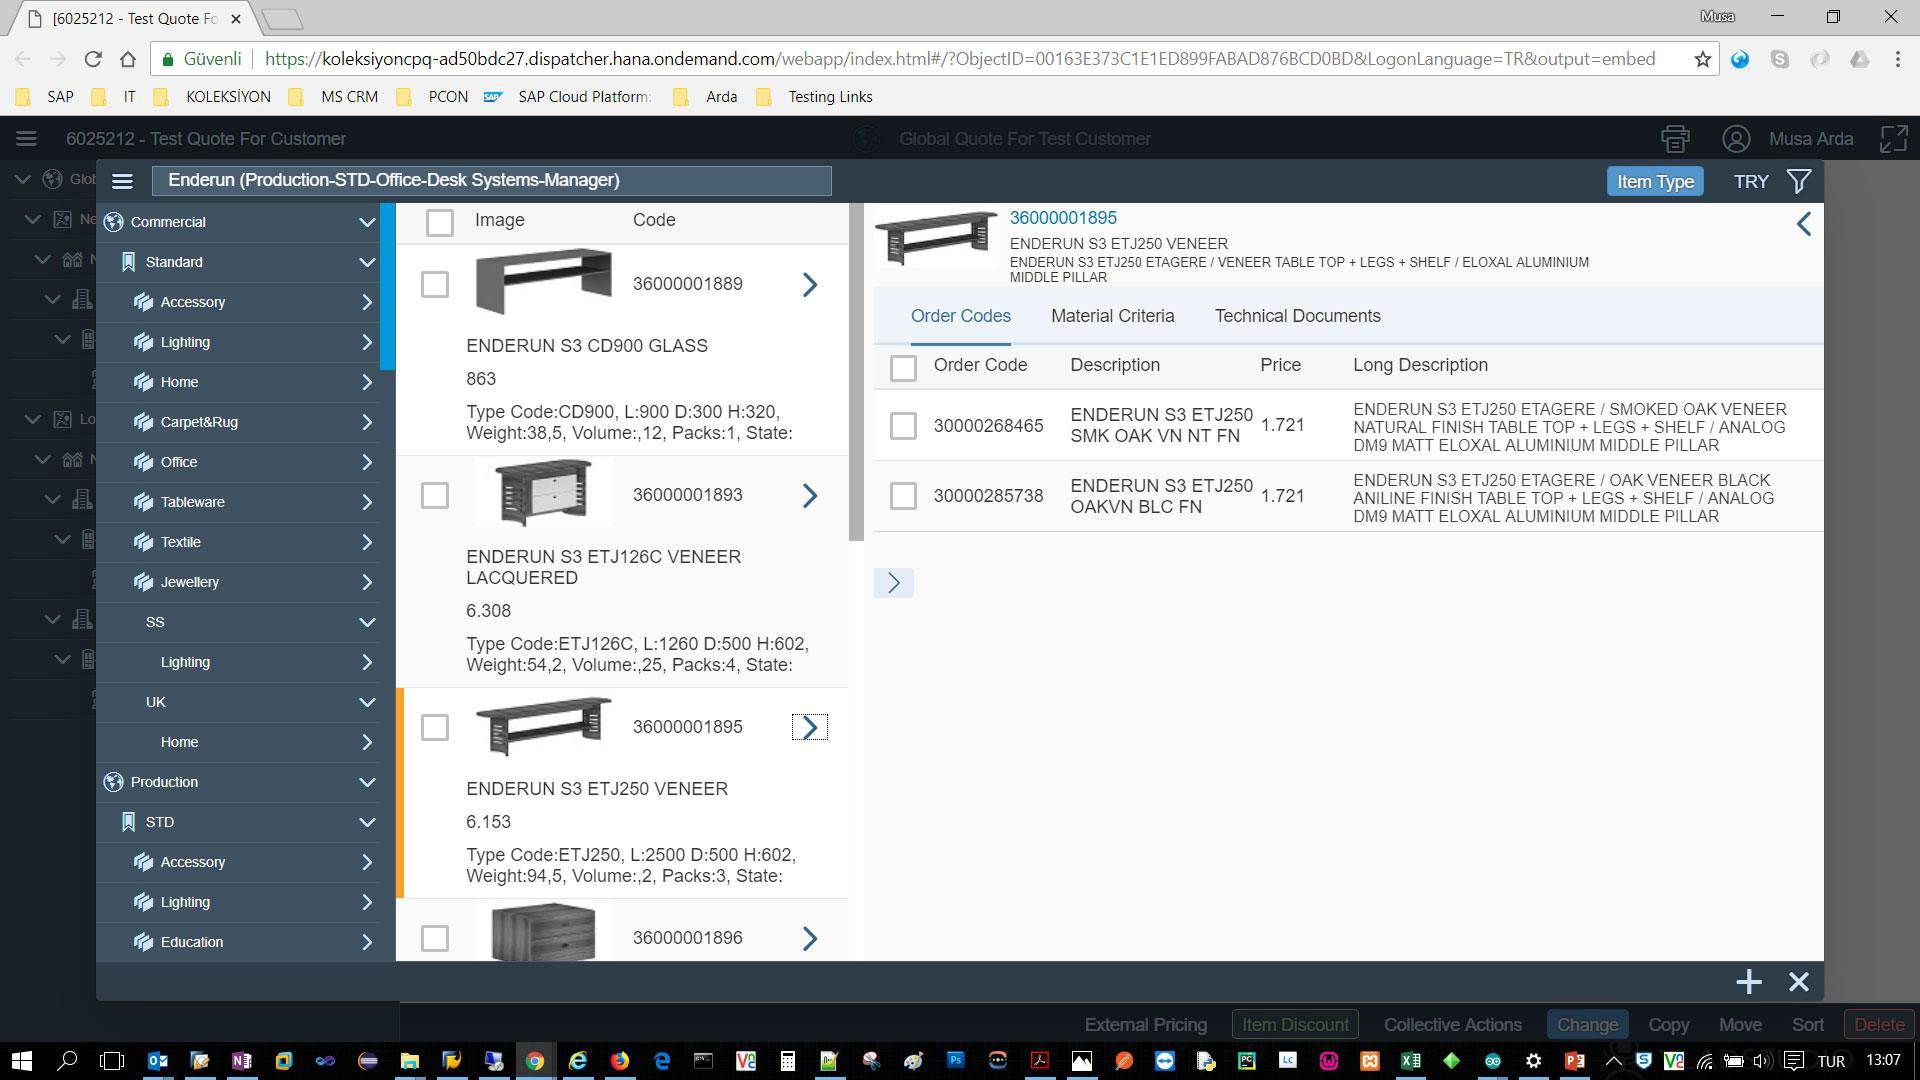 [6025212 - Test Quote Fo
Musa
Güvenli
https://koleksiyoncpq-ad50bdc27.dispatcher.hana.ondemand.com/webapp/index.html#/?ObjectID=00163E373C1E1ED899FABAD876BCD0BD&LogonLanguage=TR&output=embed
SAP
IT
KOLEKSİYON
MS CRM
PCON
SAP Cloud Platform:
Arda
Testing Links
6025212 - Test Quote For Customer
Global Quote For Test Customer
Musa Arda
Enderun (Production-STD-Office-Desk Systems-Manager)
Item Type
TRY
Glob
Ne
Lo
Commercial
Standard
Accessory
Lighting
Home
Carpet&Rug
Office
Tableware
Textile
Jewellery
SS
Lighting
UK
Home
Production
STD
Accessory
Lighting
Education
Image
Code
36000001889
ENDERUN S3 CD900 GLASS
863
Type Code:CD900, L:900 D:300 H:320,
Weight:38,5, Volume:,12, Packs:1, State:
36000001893
ENDERUN S3 ETJ126C VENEER
LACQUERED
6.308
Type Code:ETJ126C, L:1260 D:500 H:602,
Weight:54,2, Volume:,25, Packs:4, State:
36000001895
ENDERUN S3 ETJ250 VENEER
6.153
Type Code:ETJ250, L:2500 D:500 H:602,
Weight:94,5, Volume:,2, Packs:3, State:
36000001896
36000001895
ENDERUN S3 ETJ250 VENEER
ENDERUN S3 ETJ250 ETAGERE / VENEER TABLE TOP + LEGS + SHELF / ELOXAL ALUMINIUM
MIDDLE PILLAR
Order Codes
Material Criteria
Technical Documents
Order Code
Description
Price
Long Description
30000268465
ENDERUN S3 ETJ250
SMK OAK VN NT FN
1.721
ENDERUN S3 ETJ250 ETAGERE / SMOKED OAK VENEER
NATURAL FINISH TABLE TOP + LEGS + SHELF / ANALOG
DM9 MATT ELOXAL ALUMINIUM MIDDLE PILLAR
30000285738
ENDERUN S3 ETJ250
OAKVN BLC FN
1.721
ENDERUN S3 ETJ250 ETAGERE / OAK VENEER BLACK
ANILINE FINISH TABLE TOP + LEGS + SHELF / ANALOG
DM9 MATT ELOXAL ALUMINIUM MIDDLE PILLAR
External Pricing
Item Discount
Collective Actions
Change
Copy
Move
Sort
Delete
TUR
13:07